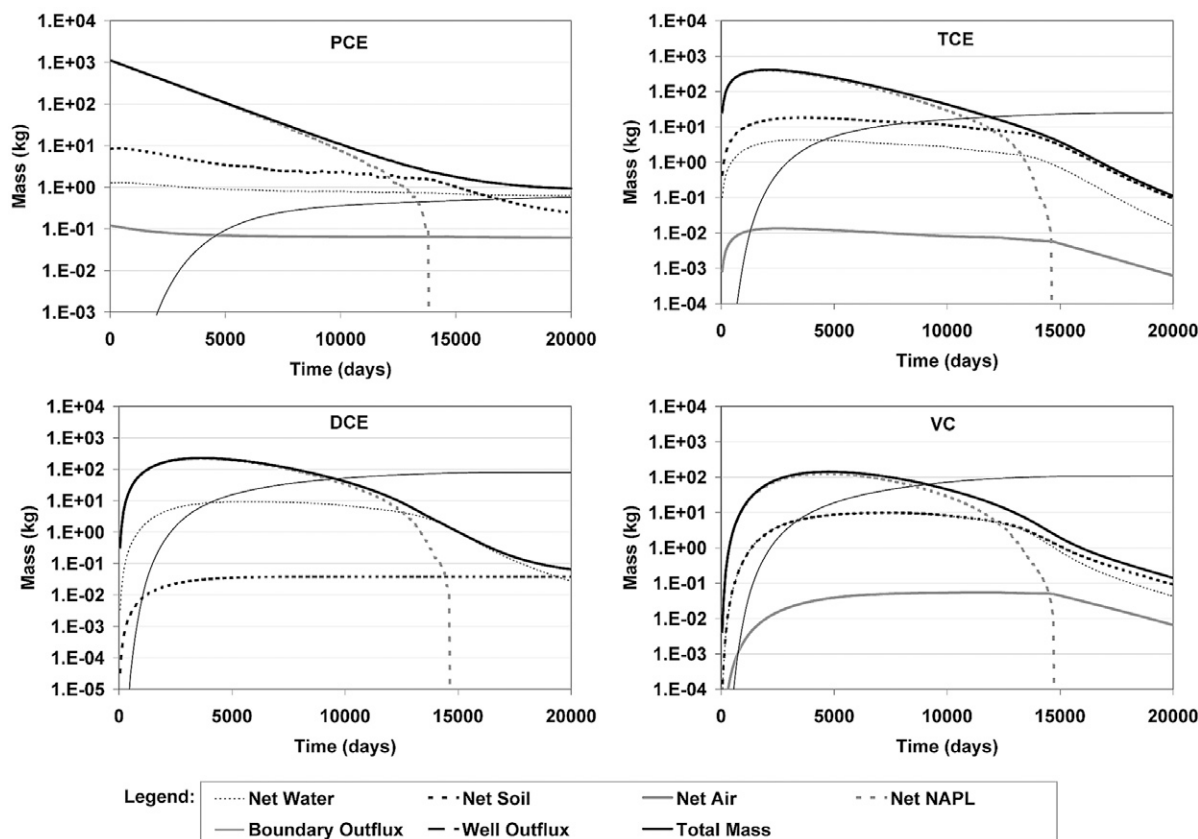 PCE
1.E+04
1.E+03
1.E+02
1.E+01
1.E+00
1.E-01
1.E-02
1.E-03
Mass (kg)
0 5000 10000 15000 20000
Time (days)
TCE
1.E+04
1.E+03
1.E+02
1.E+01
1.E+00
1.E-01
1.E-02
1.E-03
1.E-04
Mass (kg)
0 5000 10000 15000 20000
Time (days)
DCE
1.E+04
1.E+03
1.E+02
1.E+01
1.E+00
1.E-01
1.E-02
1.E-03
1.E-04
1.E-05
Mass (kg)
0 5000 10000 15000 20000
Time (days)
VC
1.E+04
1.E+03
1.E+02
1.E+01
1.E+00
1.E-01
1.E-02
1.E-03
1.E-04
Mass (kg)
0 5000 10000 15000 20000
Time (days)
Legend: Net Water Net Soil Net Air Net NAPL
Boundary Outflux Well Outflux Total Mass